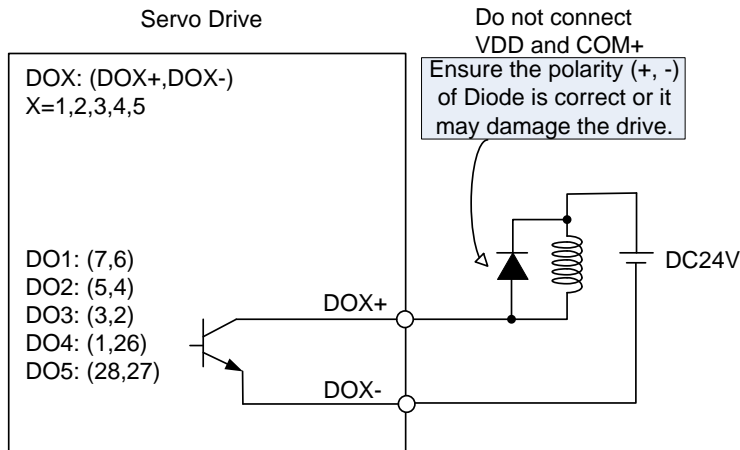 Servo Drive
Do not connect
VDD and COM+
Ensure the polarity (+, -)
of Diode is correct or it
may damage the drive.
DOX: (DOX+,DOX-)
X=1,2,3,4,5
DO1: (7,6)
DO2: (5,4)
DO3: (3,2)
DO4: (1,26)
DO5: (28,27)
DOX+
DOX-
DC24V